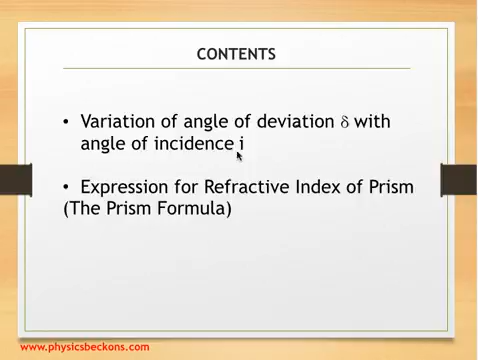 CONTENTS
• Variation of angle of deviation δ with
angle of incidence i
• Expression for Refractive Index of Prism
(The Prism Formula)
www.physicsbeckons.com